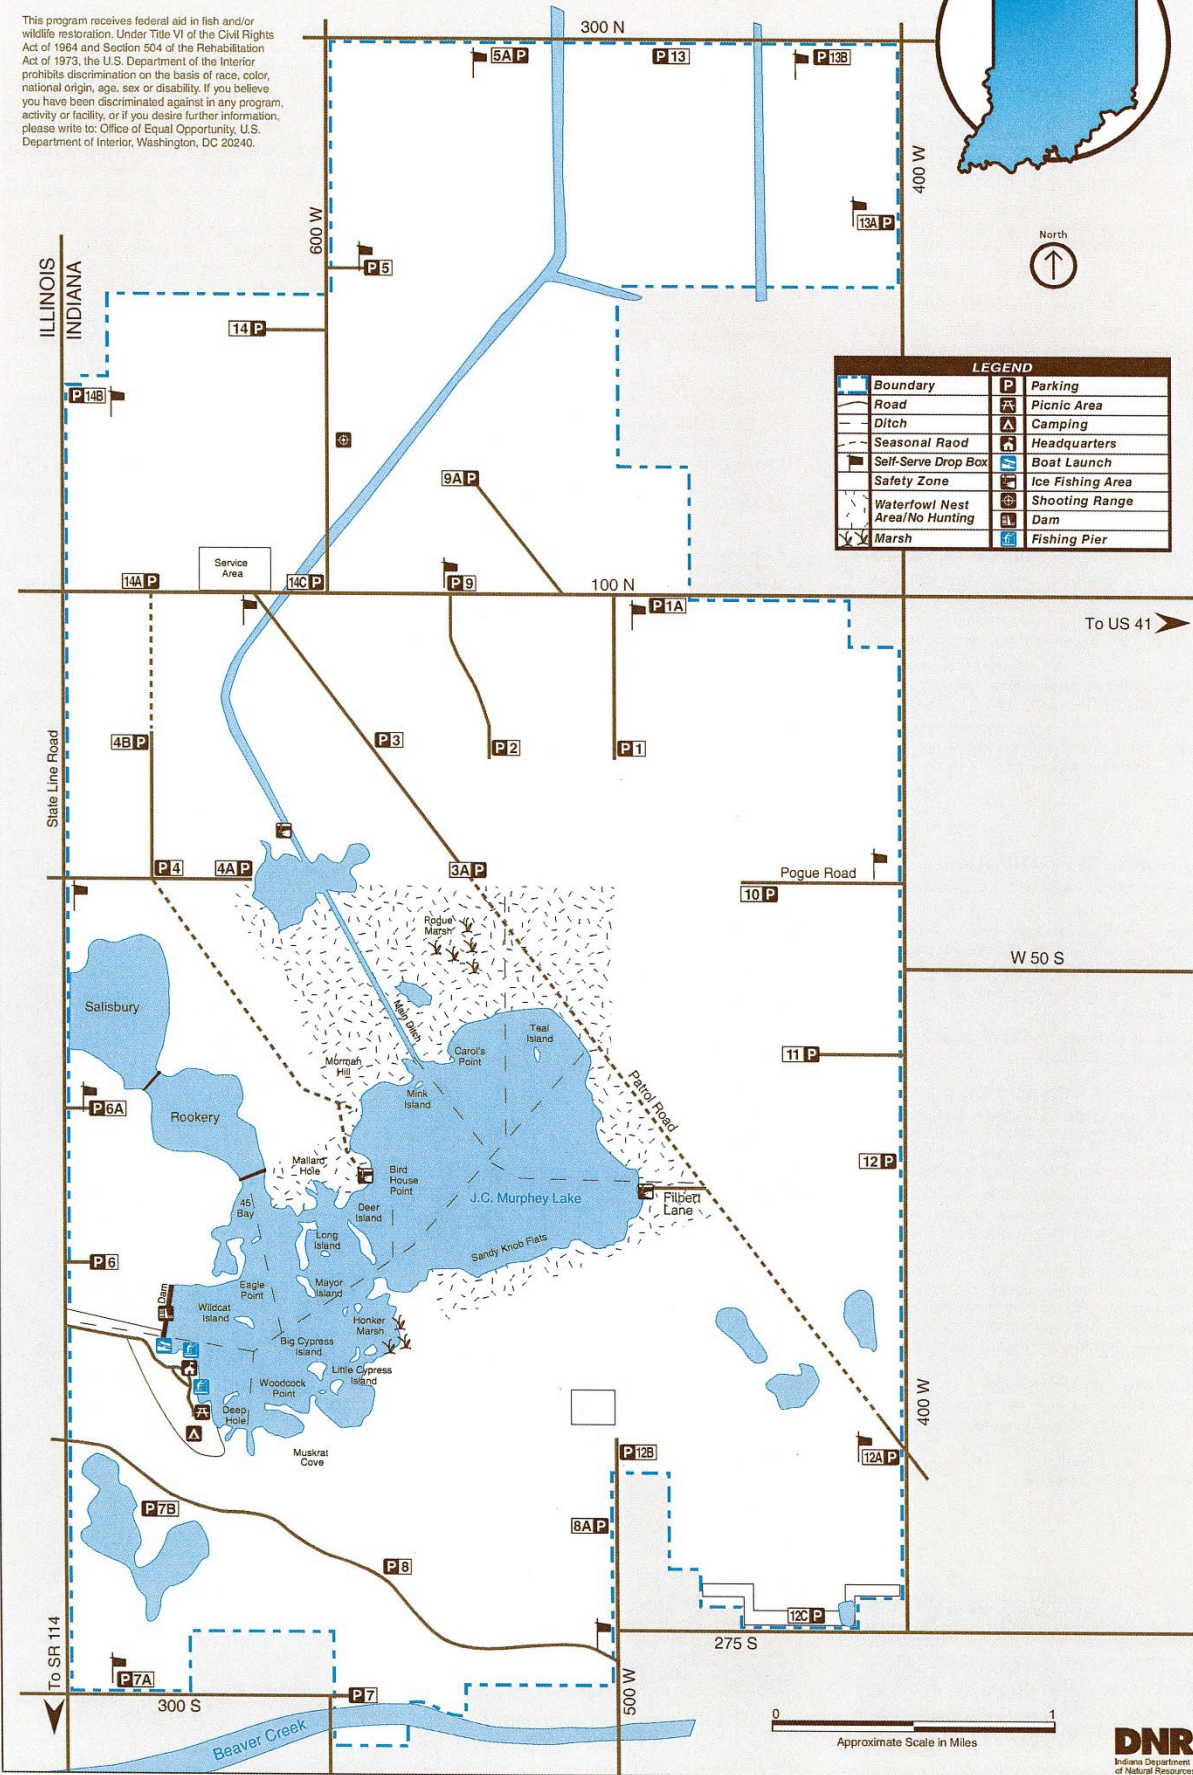 This program receives federal aid in fish and/or
wildlife restoration. Under Title VI of the Civil Rights
Act of 1964 and Section 504 of the Rehabilitation
Act of 1973, the U.S. Department of the Interior
prohibits discrimination on the basis of race, color,
national origin, age, sex or disability. If you believe
you have been discriminated against in any program,
activity or facility, or if you desire further information,
please write to: Office of Equal Opportunity, U.S.
Department of Interior, Washington, DC 20240.
300 N
5A P
P 13
P 13B
400 W
600 W
13A P
North
P 5
ILLINOIS
INDIANA
14 P
P 14B
LEGEND
Boundary
P Parking
Road
Picnic Area
Ditch
Camping
Seasonal Raod
Headquarters
Self-Serve Drop Box
Boat Launch
Safety Zone
Ice Fishing Area
Waterfowl Nest
Area/No Hunting
Shooting Range
Dam
Marsh
Fishing Pier
9A P
Service
Area
14A P
14C P
P 9
100 N
P 1A
To US 41
State Line Road
4B P
P 3
P 2
P 1
P 4
4A P
3A P
Pogue Road
10 P
Pogue
Marsh
W 50 S
Salisbury
Main Ditch
Teal
Island
Carol's
Point
Morman
Hill
11 P
Mink
Island
Patrol Road
P 6A
Rookery
Mallard
Hole
Bird
House
Point
12 P
J.C. Murphey Lake
Filbert
Lane
45
Bay
Deer
Island
Long
Island
Sandy Knob Flats
P 6
Dam
Eagle
Point
Mayor
Island
Wildcat
Island
Honker
Marsh
Big Cypress
Island
Little Cypress
Island
Woodcock
Point
Deep
Hole
400 W
Muskrat
Cove
P 12B
12A P
P 7B
8A P
P 8
12C P
To SR 114
275 S
P 7A
P 7
300 S
500 W
Beaver Creek
0
1
Approximate Scale in Miles
DNR
Indiana Department
of Natural Resources